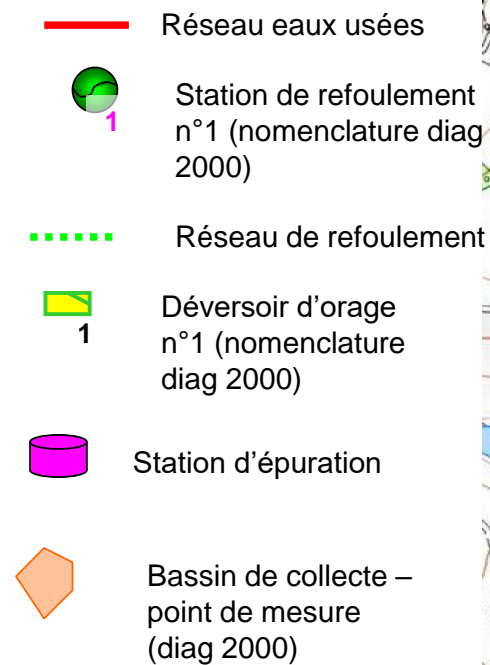 Réseau eaux usées
Station de refoulement
1
n°1 (nomenclature diag
2000)
Réseau de refoulement
Déversoir d'orage
1
n°1 (nomenclature
diag 2000)
Station d'épuration
Bassin de collecte –
point de mesure
(diag 2000)